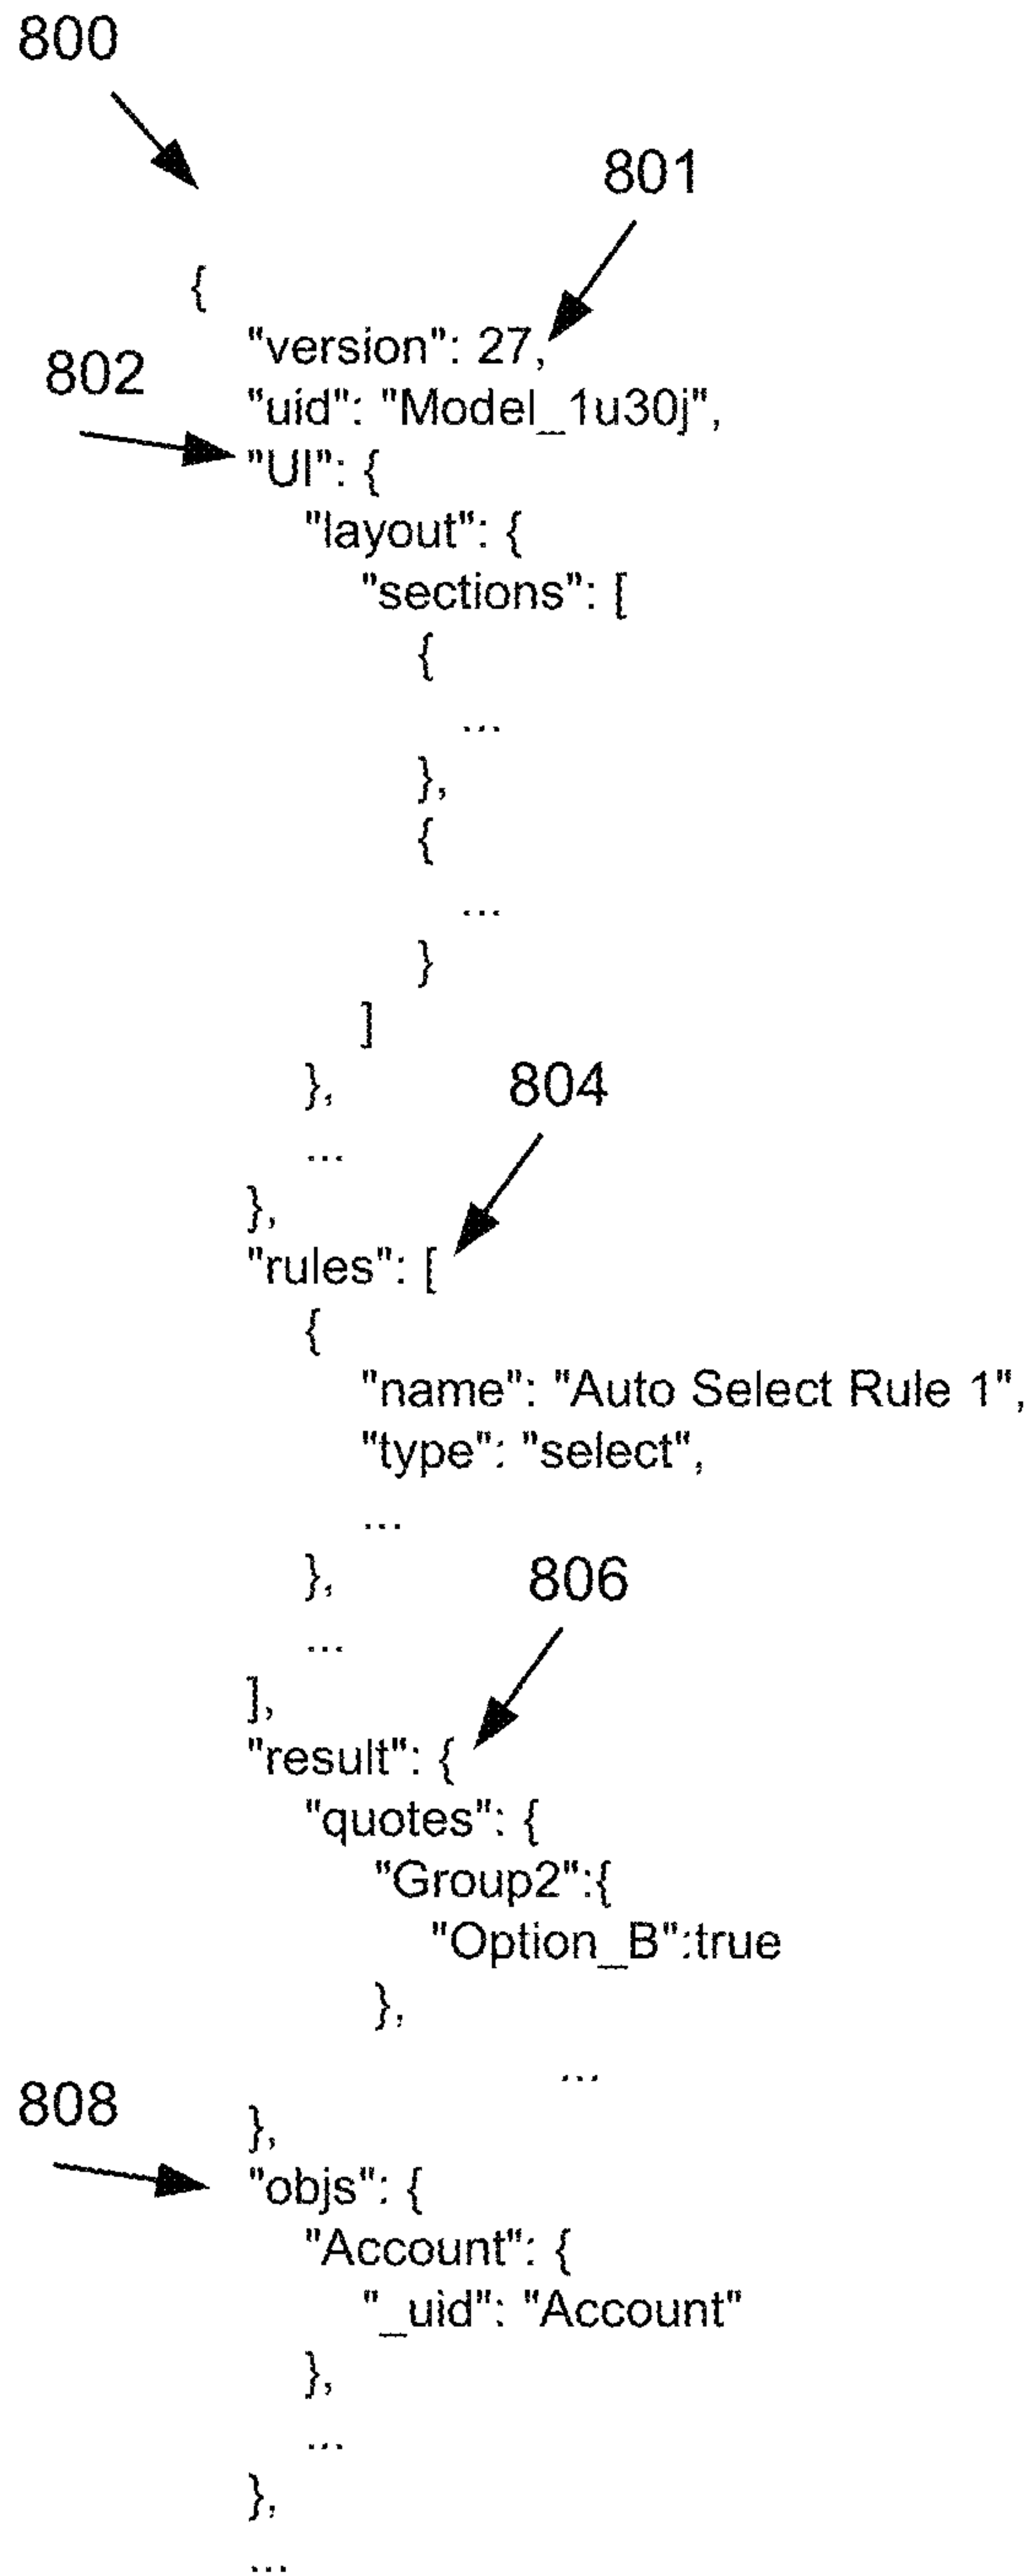 800
801
{
"version": 27,
802
"uid": "Model_1u30j",
"UI": {
"layout": {
"sections": [
{
...
},
{
...
}
]
},
804
...
},
"rules": [
{
"name": "Auto Select Rule 1",
"type": "select",
...
},
806
...
],
"result": {
"quotes": {
"Group2":{
"Option_B":true
},
...
808
},
"objs": {
"Account": {
"_uid": "Account"
},
...
},
...